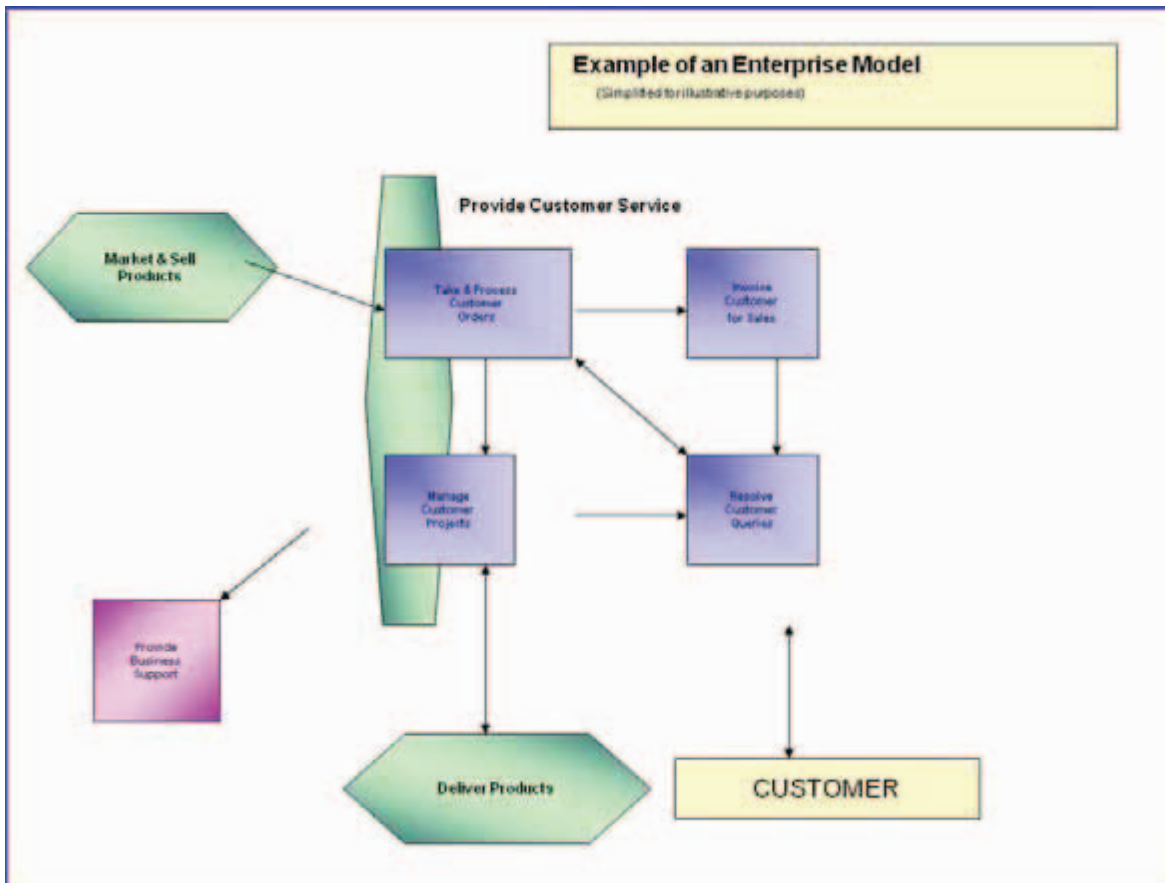 Example of an Enterprise Model
(Simplified for illustrative purposes)
Provide Customer Service
Market & Sell
Products
Take & Process
Customer
Orders
Invoice
Customer
for Sales
Manage
Customer
Projects
Resolve
Customer
Queries
Provide
Business
Support
Deliver Products
CUSTOMER